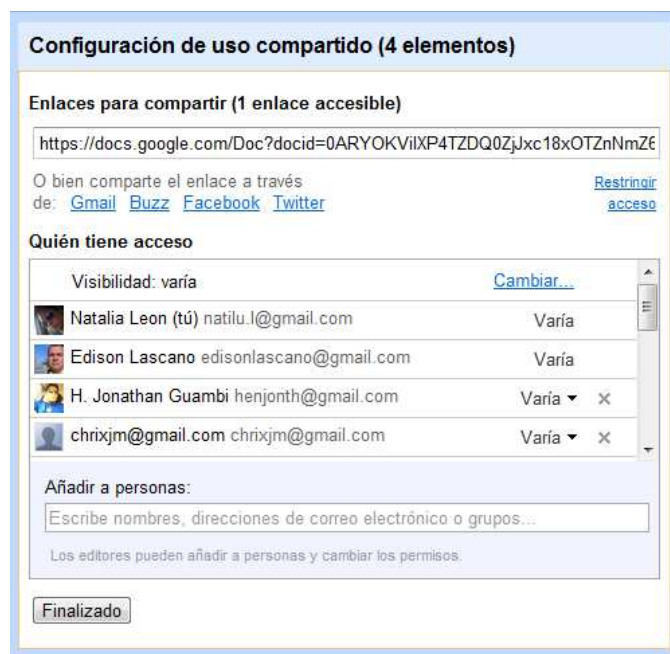 Configuración de uso compartido (4 elementos)
Enlaces para compartir (1 enlace accesible)
https://docs.google.com/Doc?docid=0ARYOKVilXP4TZDQ0ZjJxc18xOTZnNmZ6
O bien comparte el enlace a través
de: Gmail Buzz Facebook Twitter
Restringir
acceso
Quién tiene acceso
Visibilidad: varía Cambiar...
Natalia Leon (tú) natilu.l@gmail.com Varía
Edison Lascano edisonlascano@gmail.com Varía
H. Jonathan Guambi henjonth@gmail.com Varía
chrixjm@gmail.com chrixjm@gmail.com Varía
Añadir a personas:
Escribe nombres, direcciones de correo electrónico o grupos...
Los editores pueden añadir a personas y cambiar los permisos.
Finalizado